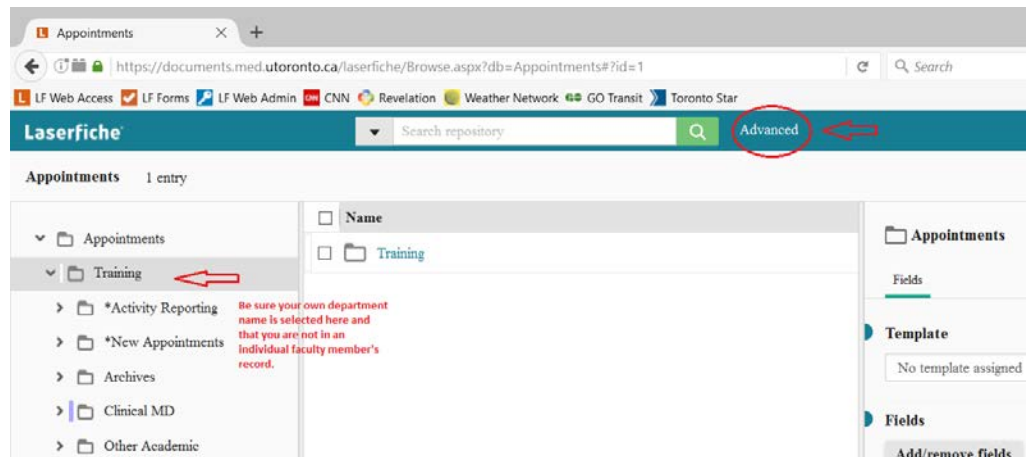 Appointments
https://documents.med.utoronto.ca/laserfiche/Browse.aspx?db=Appointments#?id=1
Search
LF Web Access LF Forms LF Web Admin CNN Revelation Weather Network GO Transit Toronto Star
Laserfiche
Search repository
Advanced
Appointments 1 entry
Name
Training
Appointments
Training
*Activity Reporting
*New Appointments
Archives
Clinical MD
Other Academic
Be sure your own department
name is selected here and
that you are not in an
individual faculty member's
record.
Appointments
Fields
Template
No template assigned
Fields
Add/remove fields